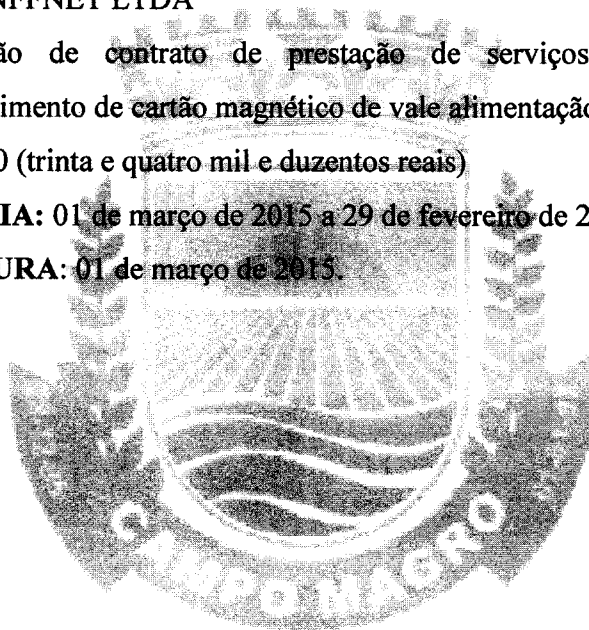 LTDA
ão de contrato de prestação de serviços
imento de cartão magnético de vale alimentação
0 (trinta e quatro mil e duzentos reais)
IA: 01 de março de 2015 a 29 de fevereiro de 2
URA: 01 de março de 2015.
CAMPO MAGRO